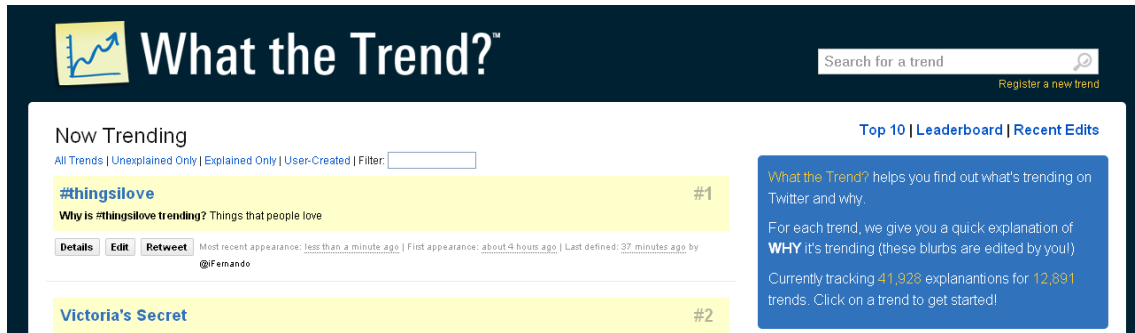 What the Trend?™
Search for a trend
Register a new trend
Now Trending
All Trends | Unexplained Only | Explained Only | User-Created | Filter:
#thingsilove #1
Why is #thingsilove trending? Things that people love
Details Edit Retweet Most recent appearance: less than a minute ago | First appearance: about 4 hours ago | Last defined: 37 minutes ago by
@iFernando
Victoria's Secret #2
Top 10 | Leaderboard | Recent Edits
What the Trend? helps you find out what's trending on
Twitter and why.
For each trend, we give you a quick explanation of
WHY it's trending (these blurbs are edited by you!)
Currently tracking 41,928 explanantions for 12,891
trends. Click on a trend to get started!